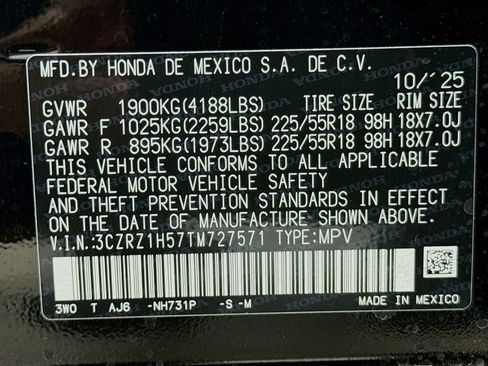 MFD.BY HONDA DE MEXICO S.A. DE C.V.
10/'25
GVWR 1900KG(4188LBS) TIRE SIZE RIM SIZE
GAWR F 1025KG(2259LBS) 225/55R18 98H 18X7.0J
GAWR R 895KG(1973LBS) 225/55R18 98H 18X7.0J
THIS VEHICLE CONFORMS TO ALL APPLICABLE
FEDERAL MOTOR VEHICLE SAFETY
AND THEFT PREVENTION STANDARDS IN EFFECT
ON THE DATE OF MANUFACTURE SHOWN ABOVE.
V.I.N.:3CZRZ1H57TM727571 TYPE:MPV
3W0 T AJ6 -NH731P -S -M MADE IN MEXICO